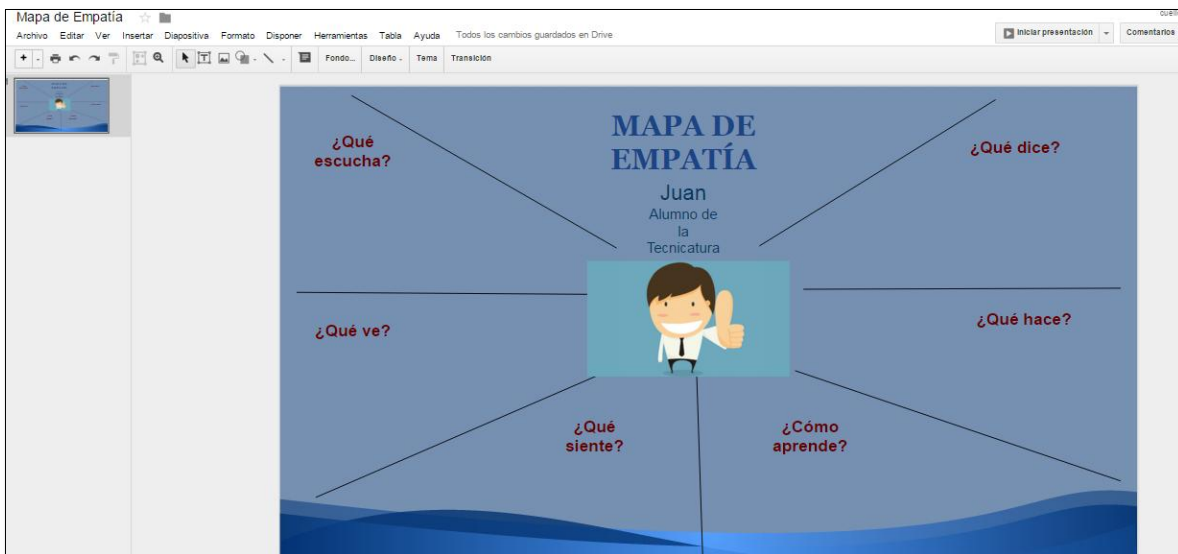 Mapa de Empatía
cuell
Archivo Editar Ver Insertar Diapositiva Formato Disponer Herramientas Tabla Ayuda Todos los cambios guardados en Drive
Iniciar presentación
Comentarios
Fondo... Diseño Tema Transición
MAPA DE
EMPATÍA
Juan
Alumno de
la
Tecnicatura
¿Qué
escucha?
¿Qué dice?
¿Qué ve?
¿Qué hace?
¿Qué
siente?
¿Cómo
aprende?